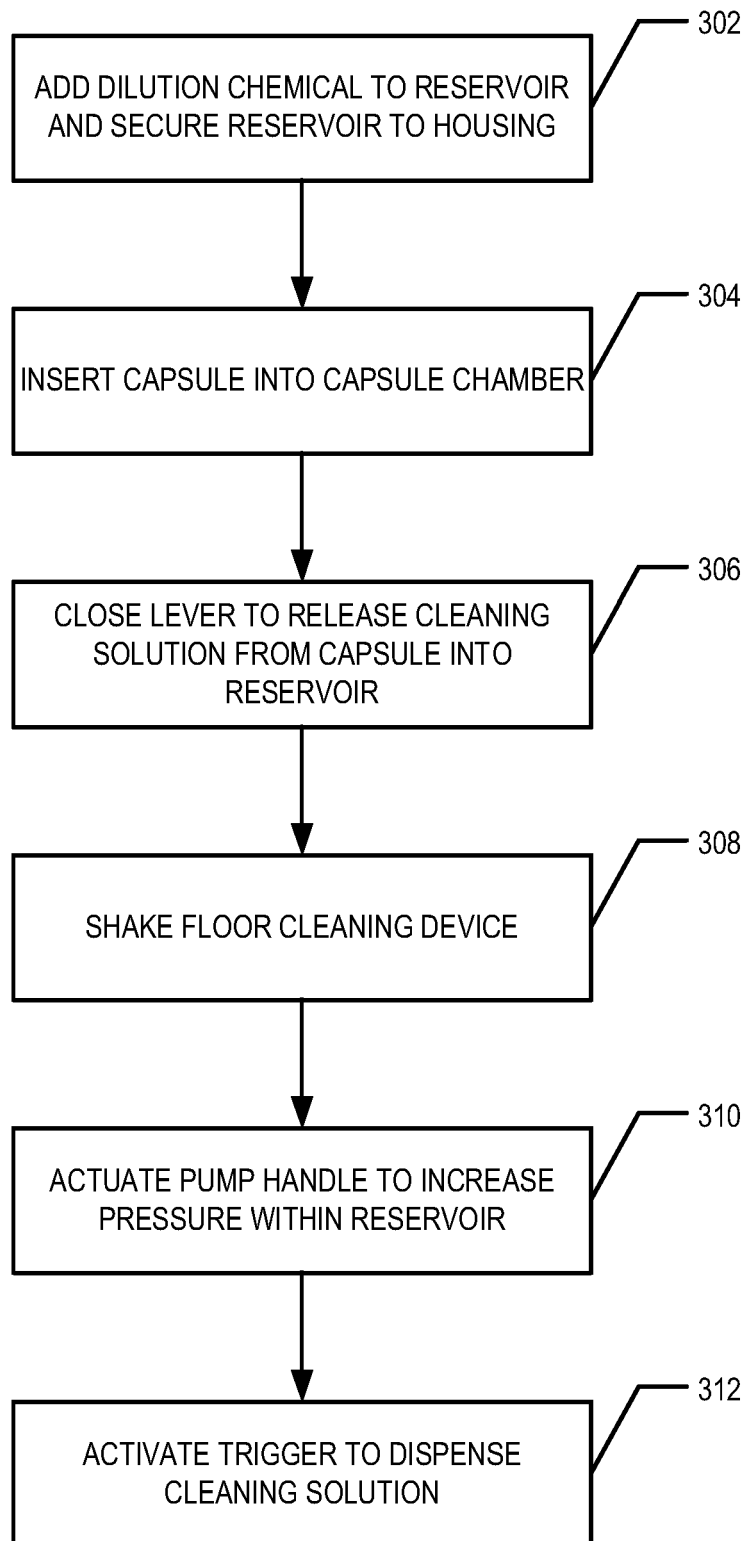 302
ADD DILUTION CHEMICAL TO RESERVOIR
AND SECURE RESERVOIR TO HOUSING
304
INSERT CAPSULE INTO CAPSULE CHAMBER
306
CLOSE LEVER TO RELEASE CLEANING
SOLUTION FROM CAPSULE INTO
RESERVOIR
308
SHAKE FLOOR CLEANING DEVICE
310
ACTUATE PUMP HANDLE TO INCREASE
PRESSURE WITHIN RESERVOIR
312
ACTIVATE TRIGGER TO DISPENSE
CLEANING SOLUTION